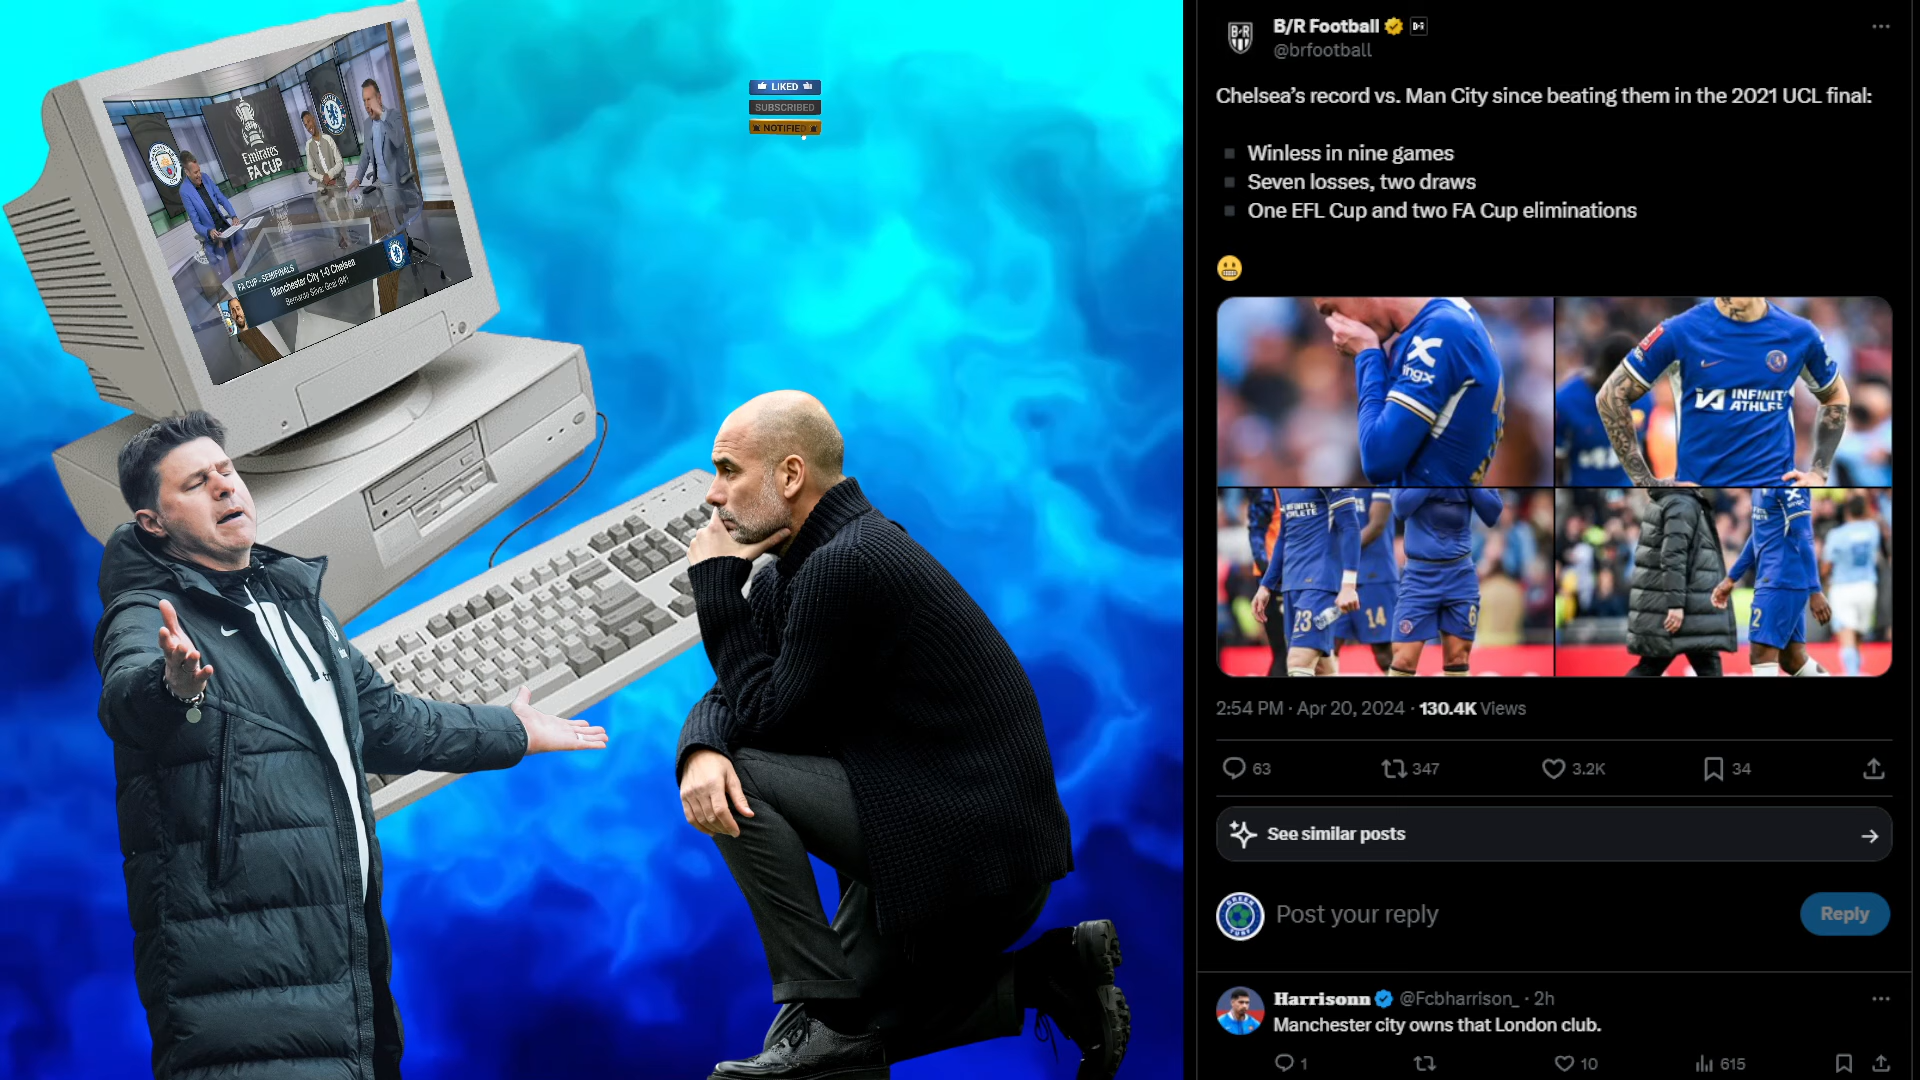 Emirates
FA CUP
FA CUP - SEMIFINALS
Manchester City 1-0 Chelsea
Bernardo Silva: Goal (84')
LIKED
SUBSCRIBED
NOTIFIED
B/R Football
@brfootball
Chelsea’s record vs. Man City since beating them in the 2021 UCL final:
Winless in nine games
Seven losses, two draws
One EFL Cup and two FA Cup eliminations
INFINITE
ATHLETE
23
14
6
2
2:54 PM · Apr 20, 2024 · 130.4K Views
63
347
3.2K
34
See similar posts
Post your reply
Reply
Harrisonn @Fcbharrison_ · 2h
Manchester city owns that London club.
1
10
615